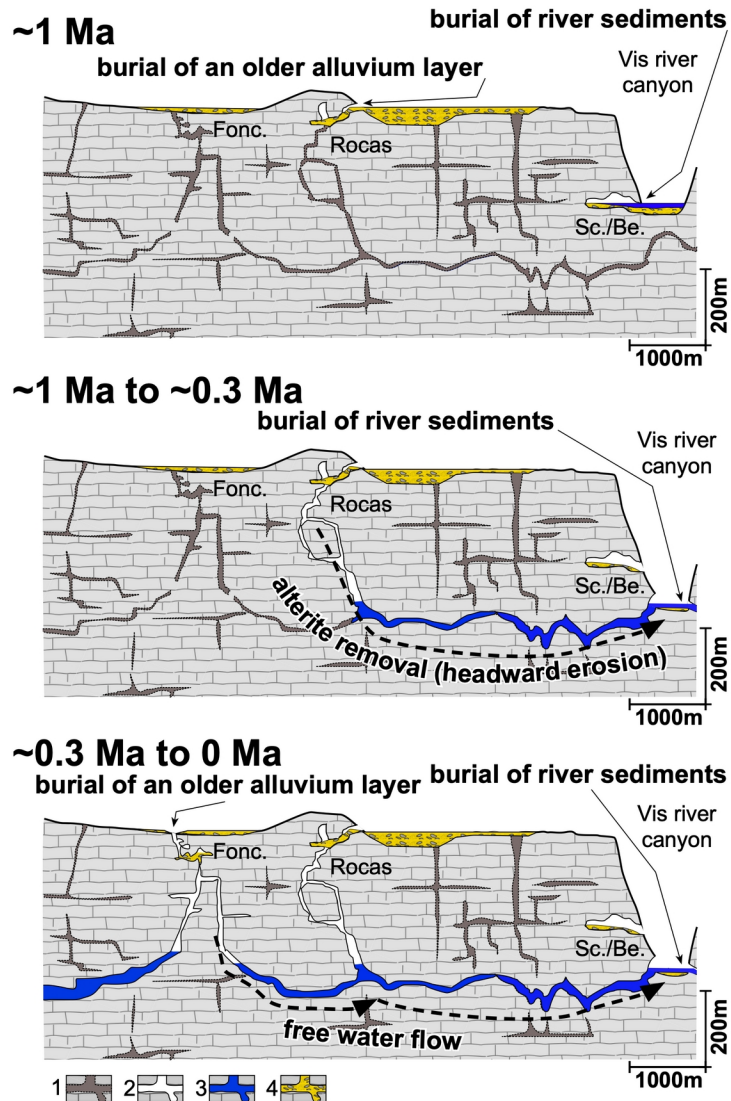 ~1 Ma
burial of river sediments
burial of an older alluvium layer
Vis river
canyon
Fonc.
Rocas
Sc./Be.
200m
1000m
~1 Ma to ~0.3 Ma
burial of river sediments
Vis river
canyon
Fonc.
Rocas
Sc./Be.
alterite removal (headward erosion)
200m
1000m
~0.3 Ma to 0 Ma
burial of an older alluvium layer
burial of river sediments
Vis river
canyon
Fonc.
Rocas
Sc./Be.
free water flow
200m
1000m
1 2 3 4